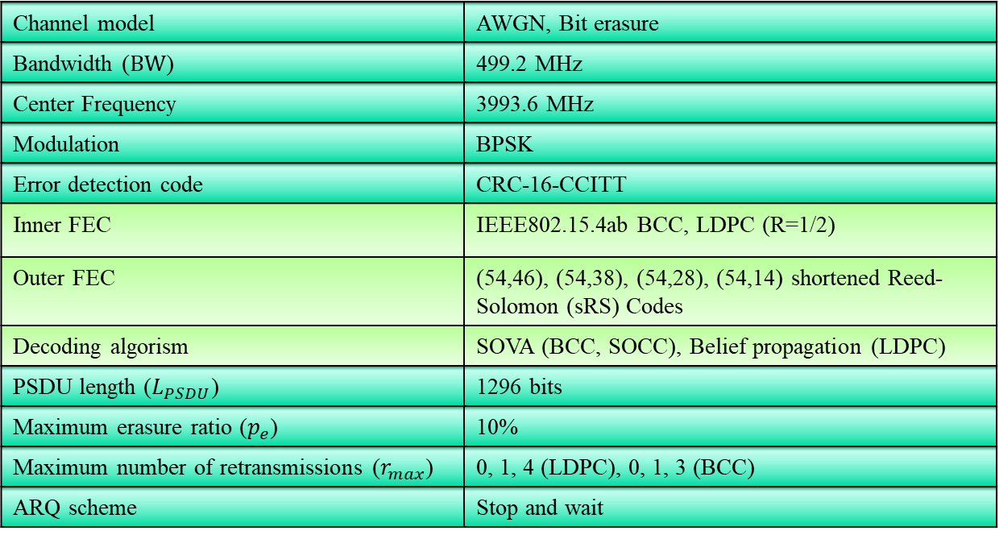 Channel model
AWGN, Bit erasure
Bandwidth (BW)
499.2 MHz
Center Frequency
3993.6 MHz
Modulation
BPSK
Error detection code
CRC-16-CCITT
Inner FEC
IEEE802.15.4ab BCC, LDPC (R=1/2)
Outer FEC
(54,46), (54,38), (54,28), (54,14) shortened Reed-
Solomon (sRS) Codes
Decoding algorism
SOVA (BCC, SOCC), Belief propagation (LDPC)
PSDU length (L_PSDU)
1296 bits
Maximum erasure ratio (p_e)
10%
Maximum number of retransmissions (r_max)
0, 1, 4 (LDPC), 0, 1, 3 (BCC)
ARQ scheme
Stop and wait